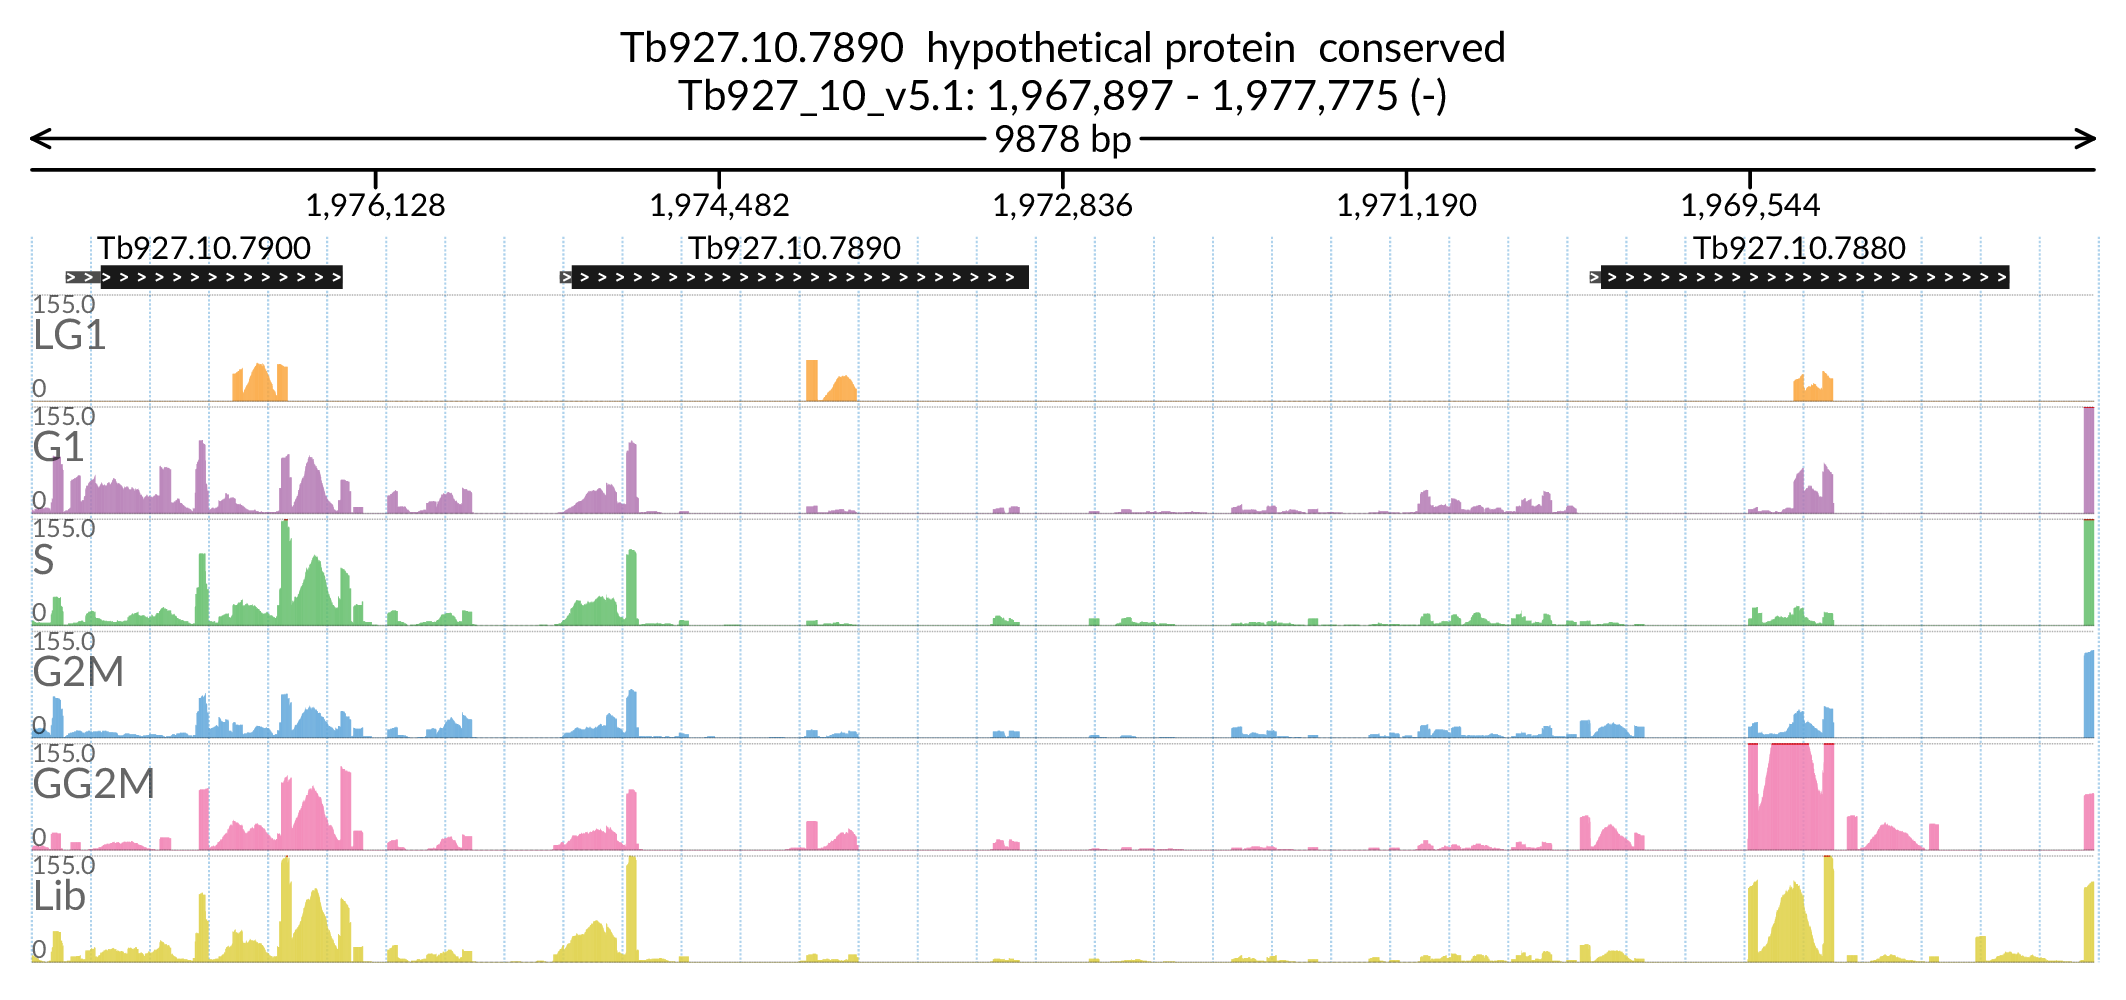 Tb927.10.7890 hypothetical protein conserved
Tb927_10_v5.1: 1,967,897 - 1,977,775 (-)
9878 bp
1,976,128 1,974,482 1,972,836 1,971,190 1,969,544
Tb927.10.7900 Tb927.10.7890 Tb927.10.7880
155.0
LG1
0
155.0
G1
0
155.0
S
0
155.0
G2M
0
155.0
GG2M
0
155.0
Lib
0